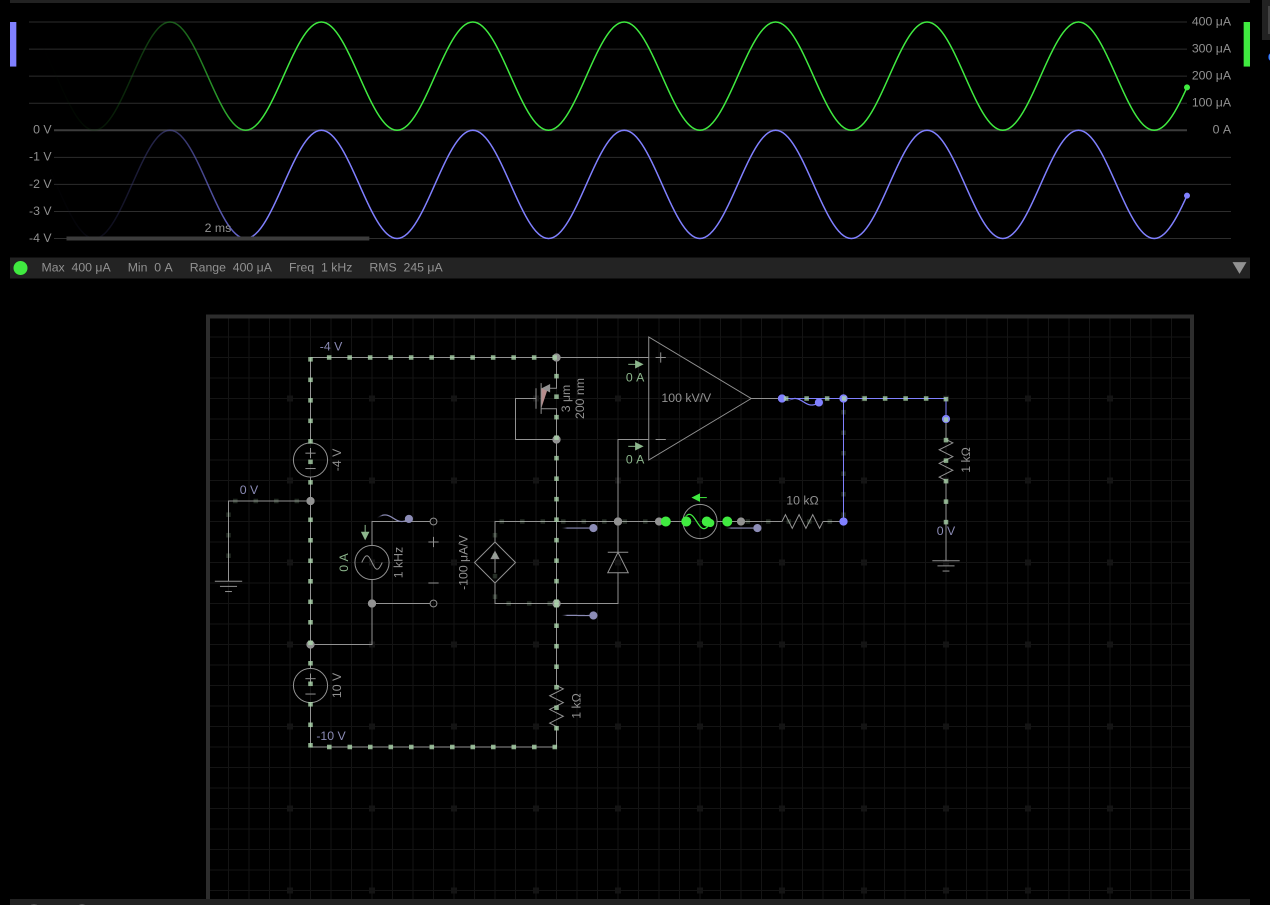 400 μA
300 μA
200 μA
100 μA
0 V
0 A
-1 V
-2 V
-3 V
2 ms
-4 V
Max 400 μA Min 0 A Range 400 μA Freq 1 kHz RMS 245 μA
-4 V
+
0 A
3 μm
200 nm
100 kV/V
0 A
-4 V
1 kΩ
0 V
10 kΩ
0 V
0 A
1 kHz
-100 μA/V
10 V
1 kΩ
-10 V